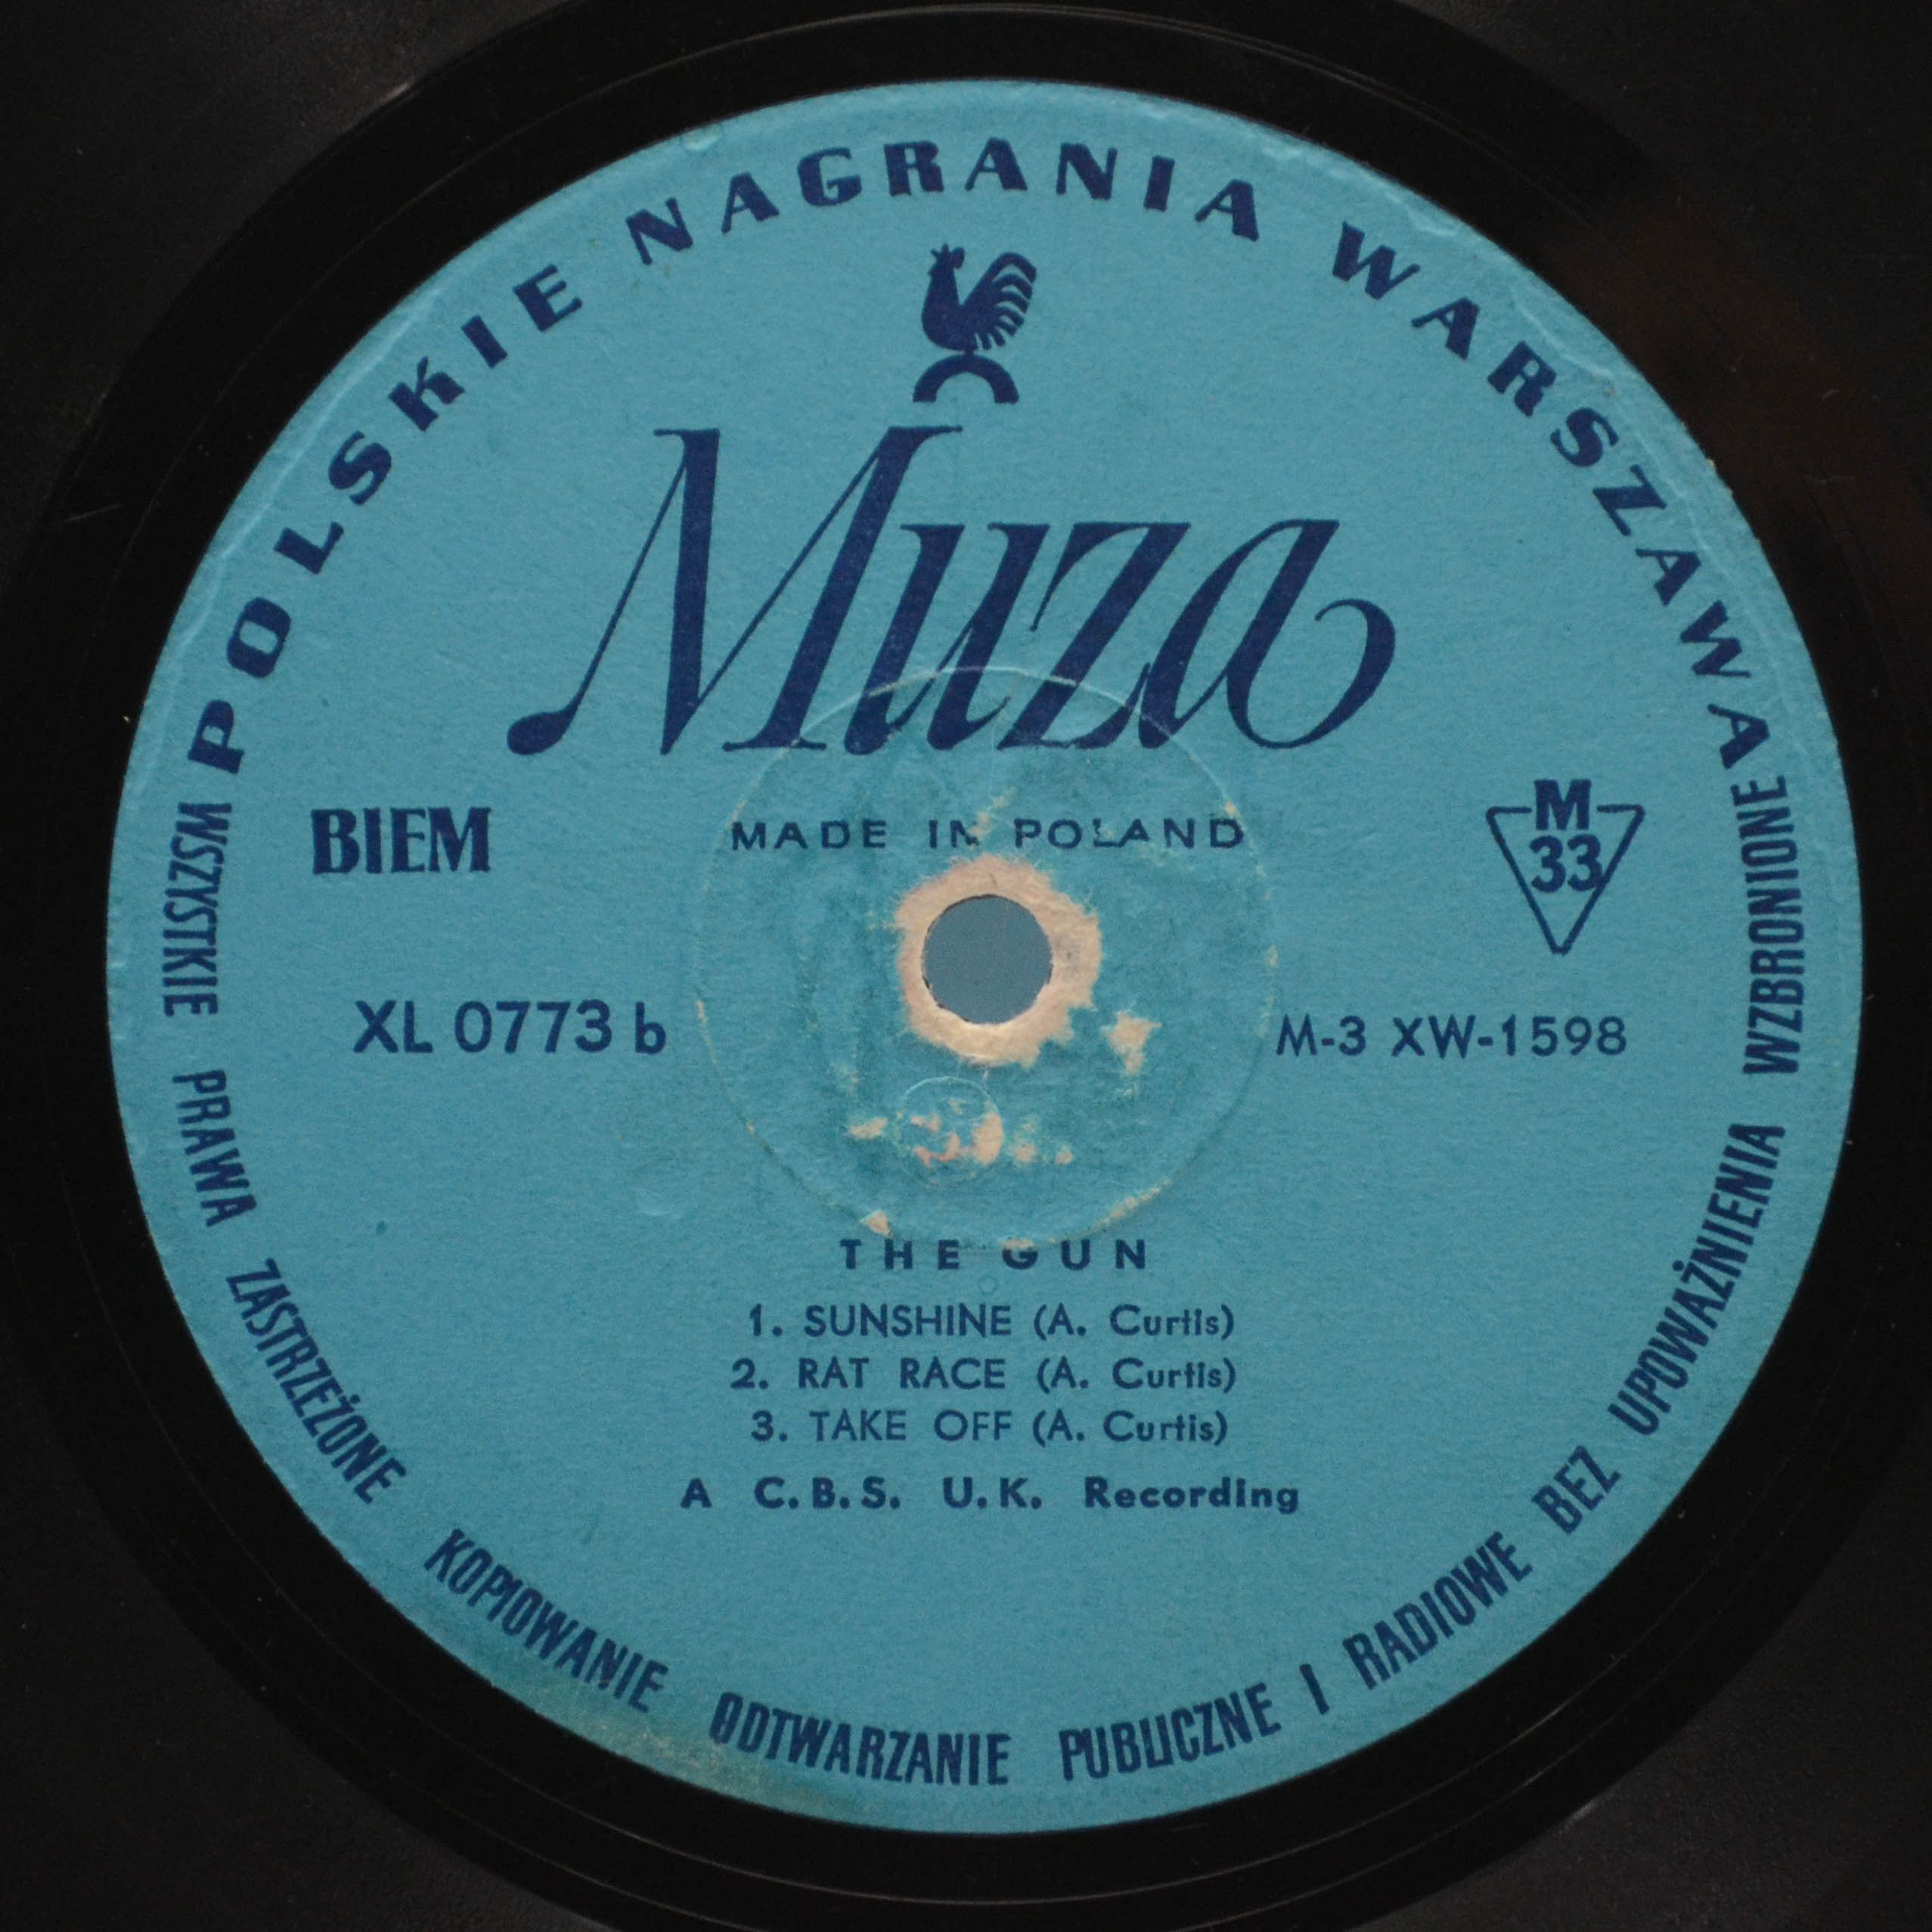 POLSKIE NAGRANIA WARSZAWA
Muza
BIEM
MADE IN POLAND
M
33
XL 0773 b
M-3 XW-1598
THE GUN
1. SUNSHINE (A. Curtis)
2. RAT RACE (A. Curtis)
3. TAKE OFF (A. Curtis)
A C.B.S. U.K. Recording
WSZYSTKIE PRAWA ZASTRZEŻONE KOPIOWANIE ODTWARZANIE PUBLICZNE I RADIOWE BEZ UPOWAŻNIENIA WZBRONIONE